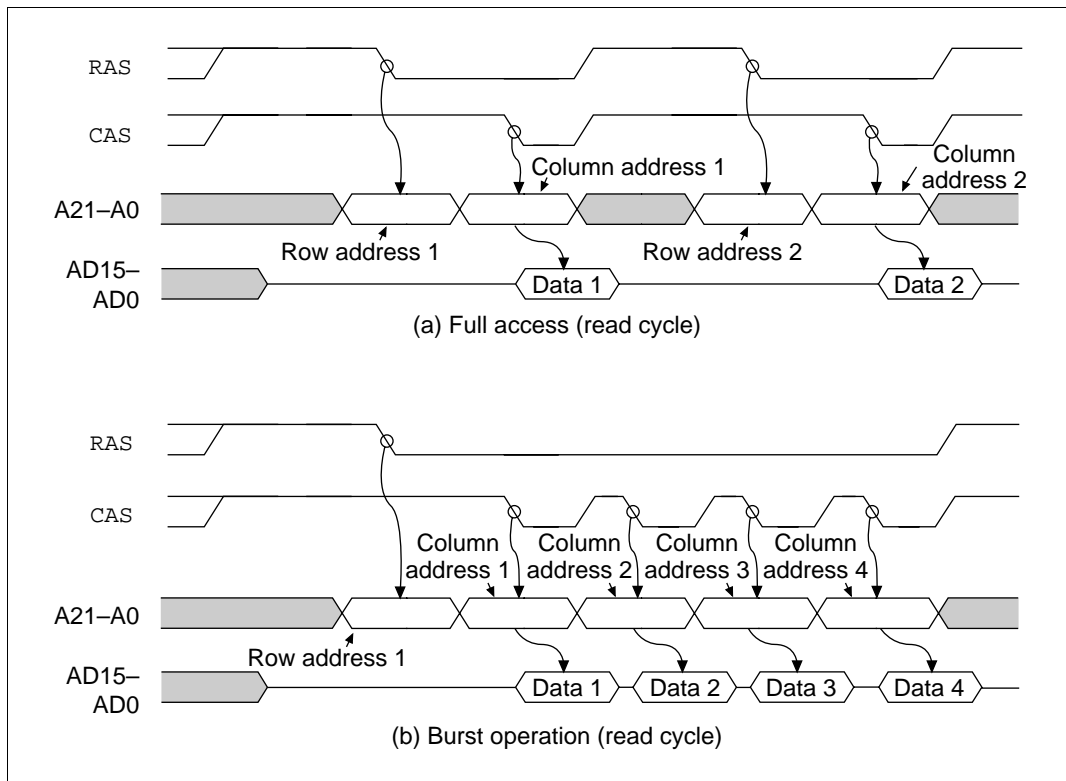 RAS
CAS
Column address 1
Column
address 2
A21–A0
Row address 1
Row address 2
AD15–
AD0
Data 1
Data 2
(a) Full access (read cycle)
RAS
CAS
Column
address 1
Column
address 2
Column
address 3
Column
address 4
A21–A0
Row address 1
AD15–
AD0
Data 1
Data 2
Data 3
Data 4
(b) Burst operation (read cycle)